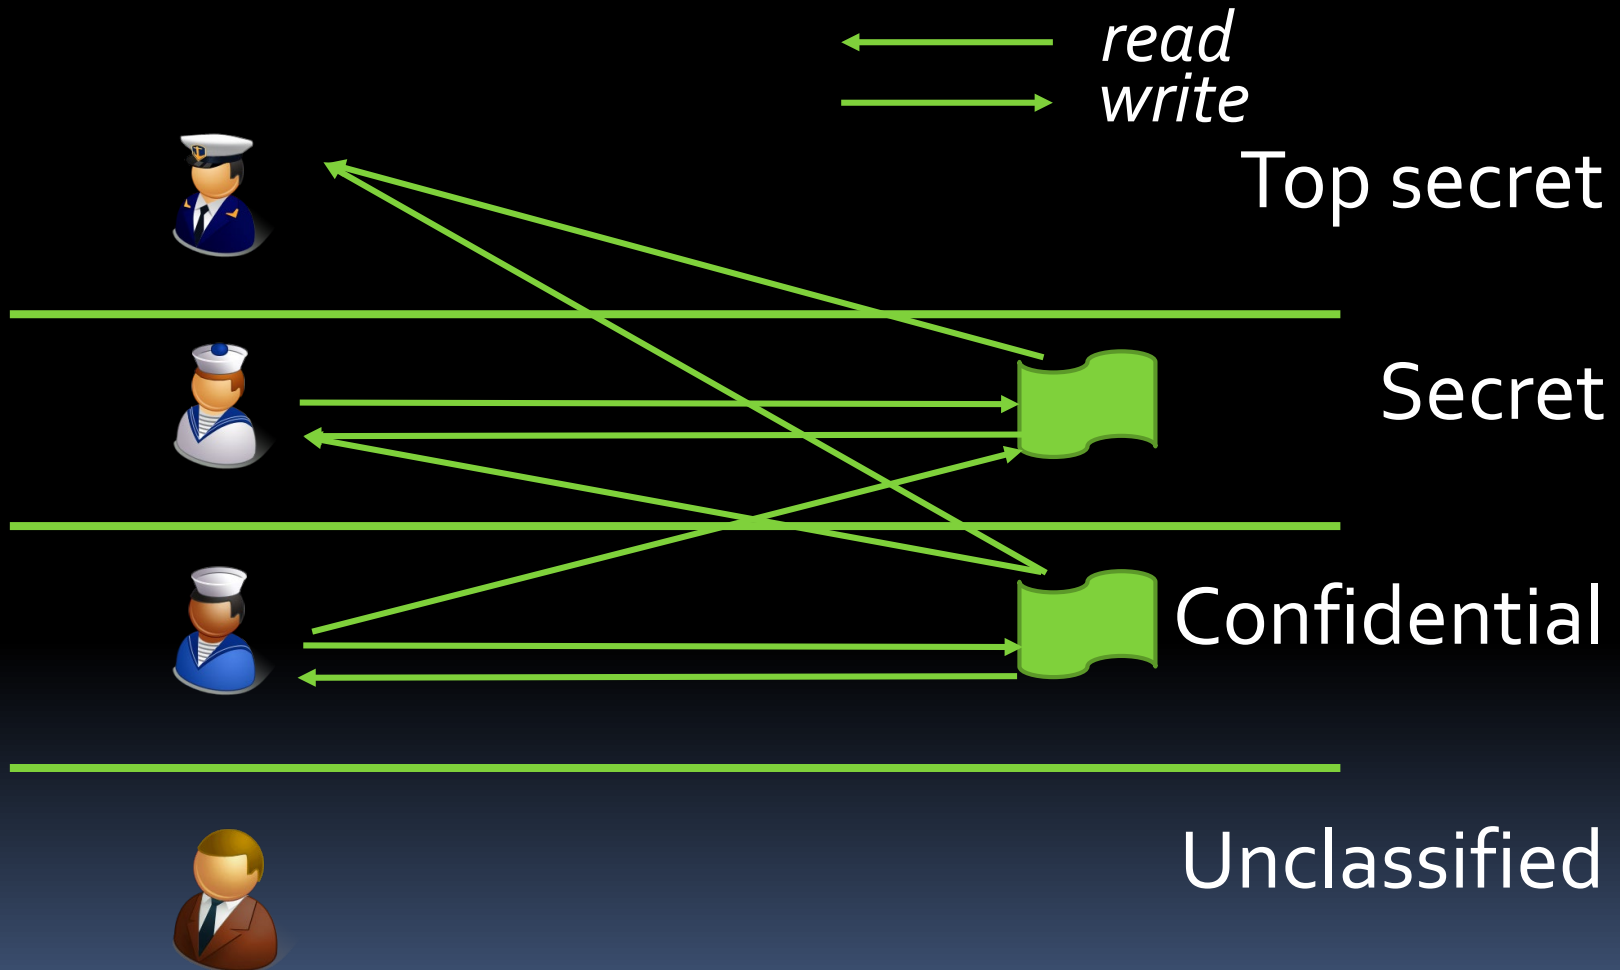 read
write
Top secret
Secret
Confidential
Unclassified